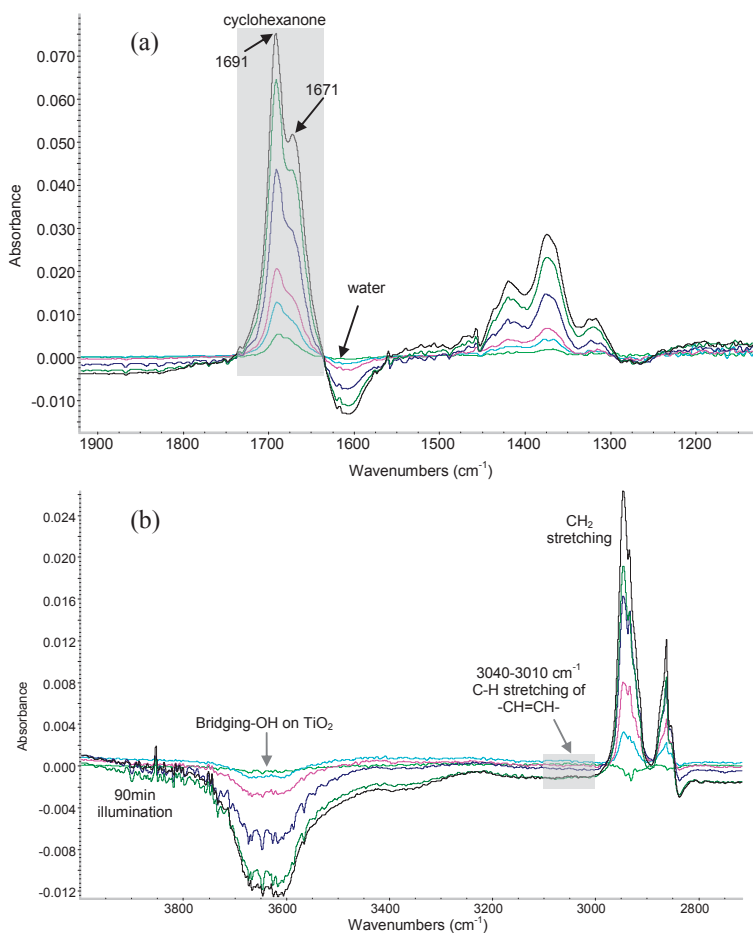 (a)
cyclohexanone
1691
1671
water
0.070
0.060
0.050
0.040
0.030
0.020
0.010
0.000
-0.010
Absorbance
1900 1800 1700 1600 1500 1400 1300 1200
Wavenumbers (cm⁻¹)
(b)
CH₂
stretching
3040-3010 cm⁻¹
C-H stretching of
-CH=CH-
Bridging-OH on TiO₂
90min
illumination
0.024
0.020
0.016
0.012
0.008
0.004
0.000
-0.004
-0.008
-0.012
Absorbance
3800 3600 3400 3200 3000 2800
Wavenumbers (cm⁻¹)